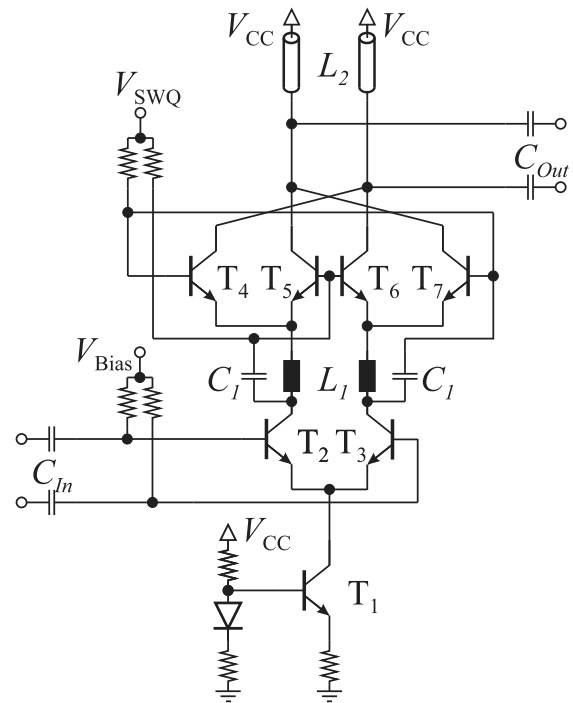 V_CC V_CC
L_2
V_SWQ
C_Out
T_4 T_5 T_6 T_7
V_Bias
C_1 L_1 C_1
T_2 T_3
C_In
V_CC
T_1